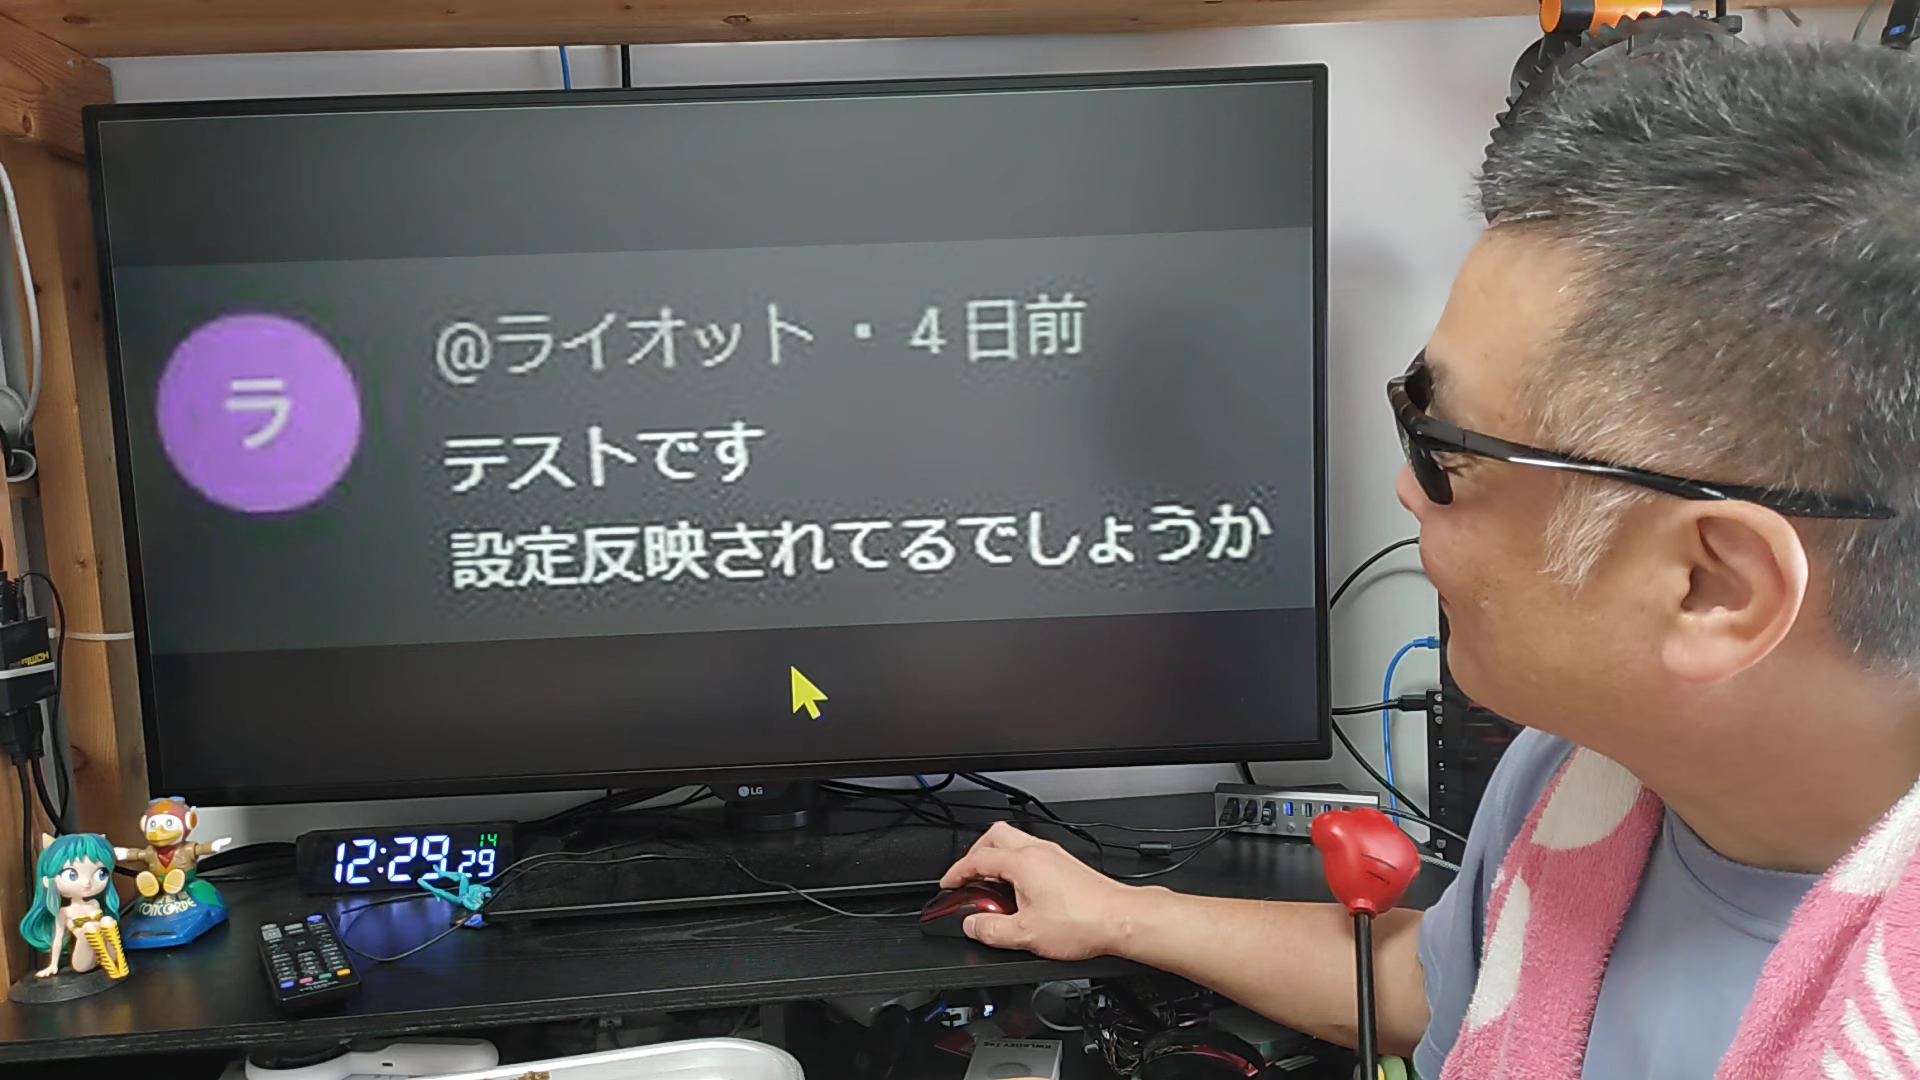 @ライオット・4日前
ラ
テストです
設定反映されてるでしょうか
LG
12:29 29 14
CONCORDE